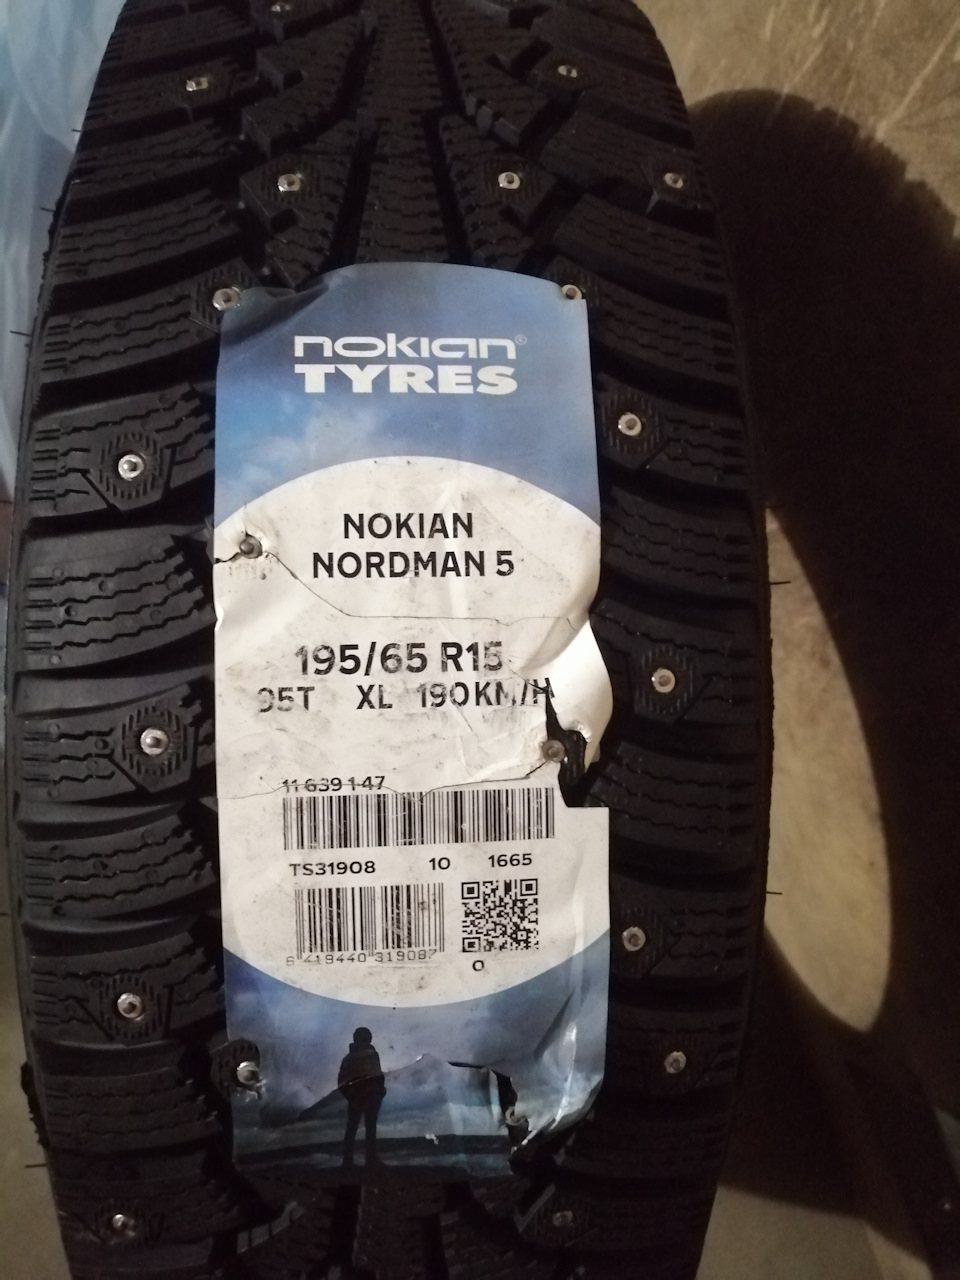 nokian®
TYRES
NOKIAN
NORDMAN 5
195/65 R15
95T XL 190KM/H
11 639 1 47
TS31908 10 1665
6 419440 319087
0